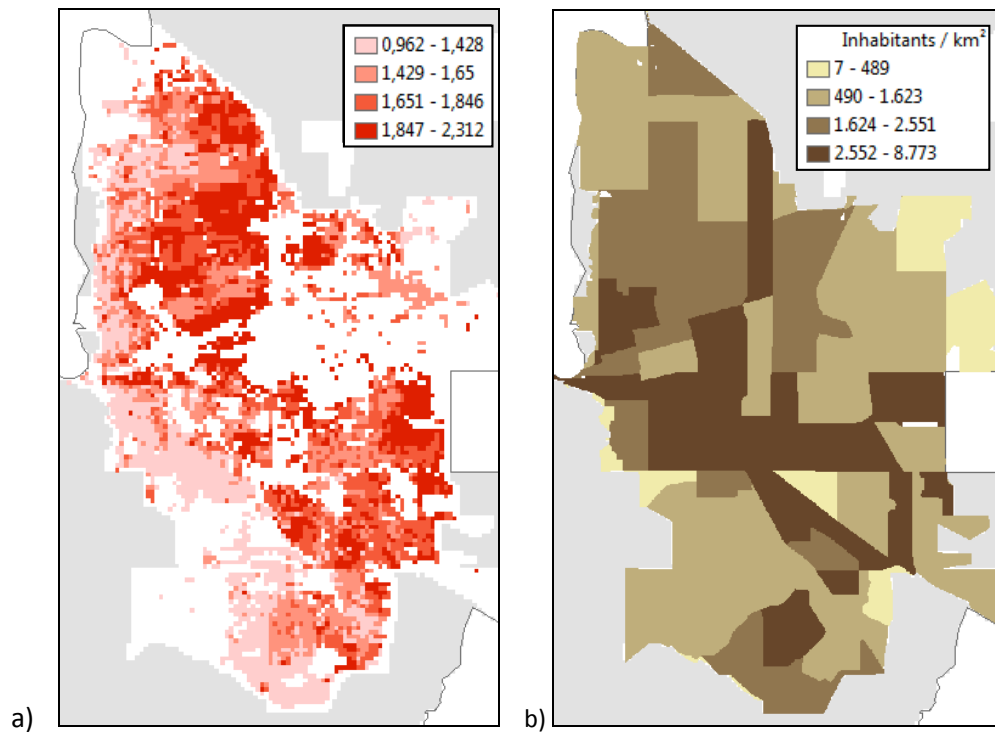 0,962 - 1,428
1,429 - 1,65
1,651 - 1,846
1,847 - 2,312
a)
Inhabitants / km²
7 - 489
490 - 1.623
1.624 - 2.551
2.552 - 8.773
b)